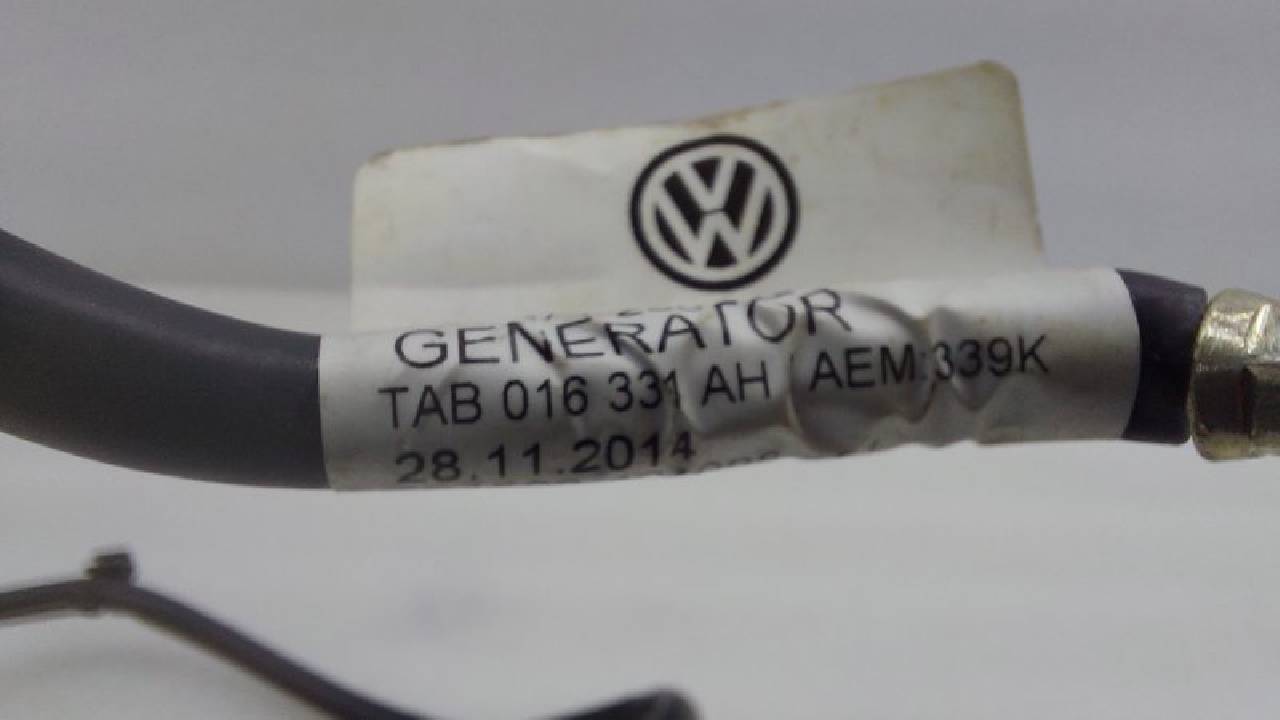 GENERATOR
TAB 016 331 AH AEM:339K
28.11.2014